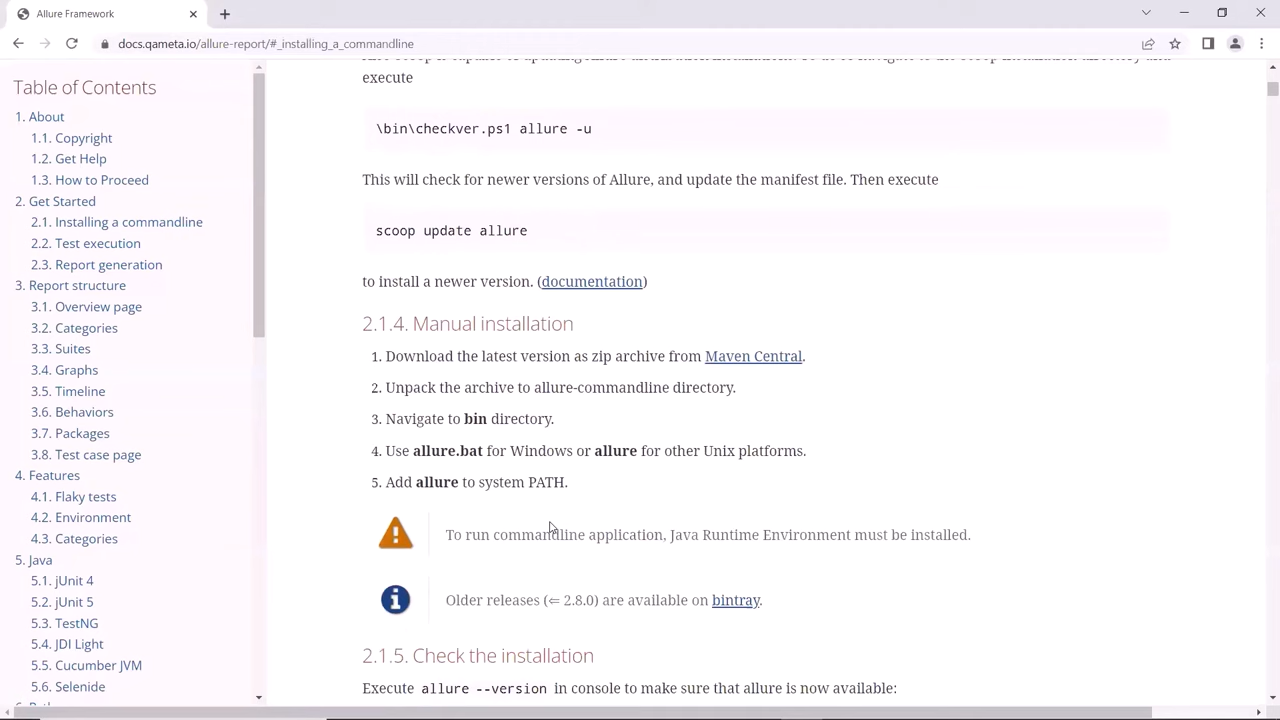 Allure Framework
docs.qameta.io/allure-report/#_installing_a_commandline
Table of Contents
1. About
1.1. Copyright
1.2. Get Help
1.3. How to Proceed
2. Get Started
2.1. Installing a commandline
2.2. Test execution
2.3. Report generation
3. Report structure
3.1. Overview page
3.2. Categories
3.3. Suites
3.4. Graphs
3.5. Timeline
3.6. Behaviors
3.7. Packages
3.8. Test case page
4. Features
4.1. Flaky tests
4.2. Environment
4.3. Categories
5. Java
5.1. jUnit 4
5.2. jUnit 5
5.3. TestNG
5.4. JDI Light
5.5. Cucumber JVM
5.6. Selenide
execute
\bin\checkver.ps1 allure -u
This will check for newer versions of Allure, and update the manifest file. Then execute
scoop update allure
to install a newer version. (documentation)
2.1.4. Manual installation
1. Download the latest version as zip archive from Maven Central.
2. Unpack the archive to allure-commandline directory.
3. Navigate to bin directory.
4. Use allure.bat for Windows or allure for other Unix platforms.
5. Add allure to system PATH.
To run commandline application, Java Runtime Environment must be installed.
Older releases (⇐ 2.8.0) are available on bintray.
2.1.5. Check the installation
Execute allure --version in console to make sure that allure is now available: